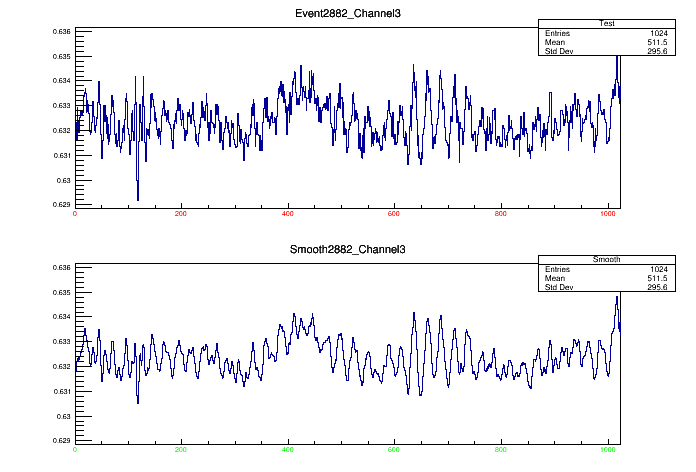 Event2882_Channel3
Test
Entries 1024
Mean 511.5
Std Dev 295.6
0.636
0.635
0.634
0.633
0.632
0.631
0.63
0.629
0 200 400 600 800 1000
Smooth2882_Channel3
Smooth
Entries 1024
Mean 511.5
Std Dev 295.6
0.636
0.635
0.634
0.633
0.632
0.631
0.63
0.629
0 200 400 600 800 1000